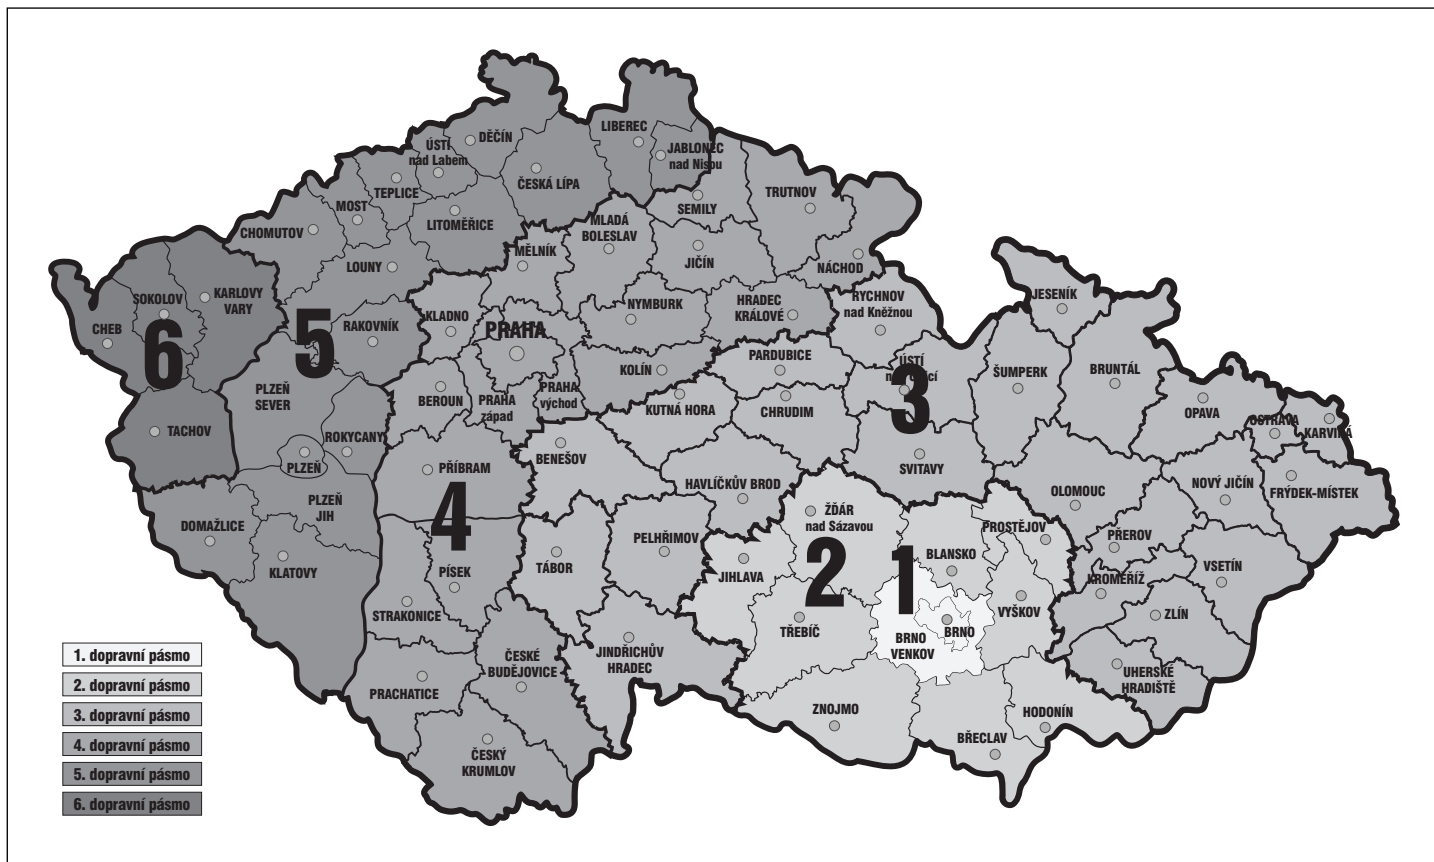 DĚČÍN
LIBEREC
ÚSTÍ
nad Labem
JABLONEC
nad Nisou
TEPLICE
ČESKÁ LÍPA
TRUTNOV
MOST
SEMILY
CHOMUTOV
LITOMĚŘICE
MLADÁ
BOLESLAV
MĚLNÍK
JIČÍN
LOUNY
NÁCHOD
SOKOLOV
KARLOVY
VARY
RYCHNOV
nad Kněžnou
JESENÍK
NYMBURK
HRADEC
KRÁLOVÉ
KLADNO
CHEB
6
5
RAKOVNÍK
PRAHA
PARDUBICE
ÚSTÍ
3
ŠUMPERK
BRUNTÁL
KOLÍN
PLZEŇ
SEVER
BEROUN
PRAHA
západ
PRAHA
východ
KUTNÁ HORA
CHRUDIM
OPAVA
OSTRAVA
KARVINÁ
TACHOV
ROKYCANY
PLZEŇ
PŘÍBRAM
BENEŠOV
SVITAVY
HAVLÍČKŮV BROD
OLOMOUC
NOVÝ JIČÍN
FRÝDEK-MÍSTEK
PLZEŇ
JIH
4
ŽĎÁR
nad Sázavou
DOMAŽLICE
PROSTĚJOV
PŘEROV
PELHŘIMOV
BLANSKO
2
1
KLATOVY
PÍSEK
TÁBOR
JIHLAVA
VSETÍN
KROMĚŘÍŽ
STRAKONICE
VYŠKOV
ZLÍN
TŘEBÍČ
BRNO
VENKOV
BRNO
JINDŘICHŮV
HRADEC
ČESKÉ
BUDĚJOVICE
UHERSKÉ
HRADIŠTĚ
PRACHATICE
ZNOJMO
HODONÍN
BŘECLAV
ČESKÝ
KRUMLOV
1. dopravní pásmo
2. dopravní pásmo
3. dopravní pásmo
4. dopravní pásmo
5. dopravní pásmo
6. dopravní pásmo